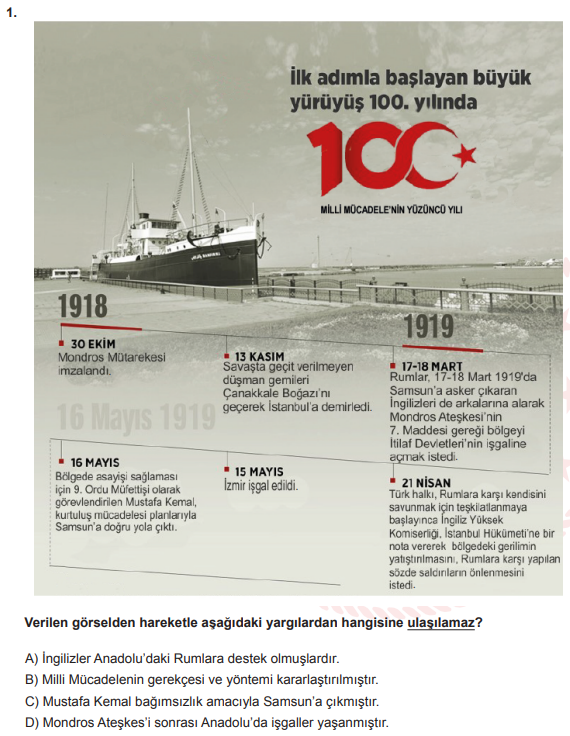 1.
İlk adımla başlayan büyük
yürüyüş 100. yılında
100
MİLLİ MÜCADELE'NİN YÜZÜNCÜ YILI
1918
30 EKİM
Mondros Mütarekesi
imzalandı.
13 KASIM
Savaşta geçit verilmeyen
düşman gemileri
Çanakkale Boğazı'nı
geçerek İstanbul'a demirledi.
1919
17-18 MART
Rumlar, 17-18 Mart 1919'da
Samsun'a asker çıkaran
İngilizleri de arkalarına alarak
Mondros Ateşkesi'nin
7. Maddesi gereği bölgeyi
İtilaf Devletleri'nin işgaline
açmak istedi.
16 Mayıs 1919
16 MAYIS
Bölgede asayişi sağlaması
için 9. Ordu Müfettişi olarak
görevlendirilen Mustafa Kemal,
kurtuluş mücadelesi planlarıyla
Samsun'a doğru yola çıktı.
15 MAYIS
İzmir işgal edildi.
21 NİSAN
Türk halkı, Rumlara karşı kendisini
savunmak için teşkilatlanmaya
başlayınca İngiliz Yüksek
Komiserliği, İstanbul Hükümeti'ne bir
nota vererek bölgedeki gerilimin
yatıştırılmasını, Rumlara karşı yapılan
sözde saldırıların önlenmesini
istedi.
Verilen görselden hareketle aşağıdaki yargılardan hangisine ulaşılamaz?
A) İngilizler Anadolu'daki Rumlara destek olmuşlardır.
B) Milli Mücadelenin gerekçesi ve yöntemi kararlaştırılmıştır.
C) Mustafa Kemal bağımsızlık amacıyla Samsun'a çıkmıştır.
D) Mondros Ateşkes'i sonrası Anadolu'da işgaller yaşanmıştır.